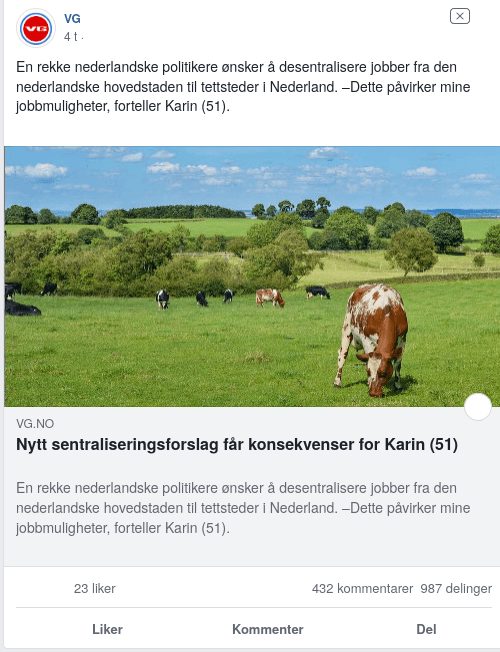 VG
VG
4 t ·
En rekke nederlandske politikere ønsker å desentralisere jobber fra den
nederlandske hovedstaden til tettsteder i Nederland. –Dette påvirker mine
jobbmuligheter, forteller Karin (51).
VG.NO
Nytt sentraliseringsforslag får konsekvenser for Karin (51)
En rekke nederlandske politikere ønsker å desentralisere jobber fra den
nederlandske hovedstaden til tettsteder i Nederland. –Dette påvirker mine
jobbmuligheter, forteller Karin (51).
23 liker 432 kommentarer 987 delinger
Liker Kommenter Del